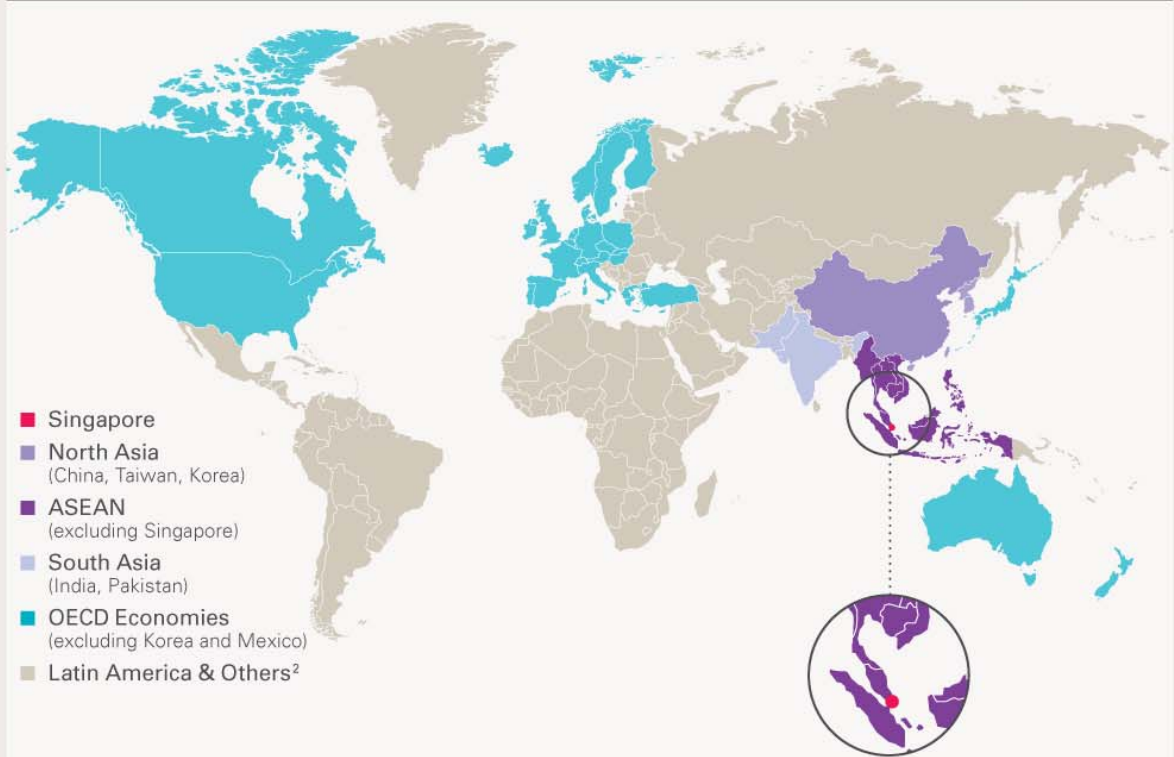 Singapore
North Asia
(China, Taiwan, Korea)
ASEAN
(excluding Singapore)
South Asia
(India, Pakistan)
OECD Economies
(excluding Korea and Mexico)
Latin America & Others²